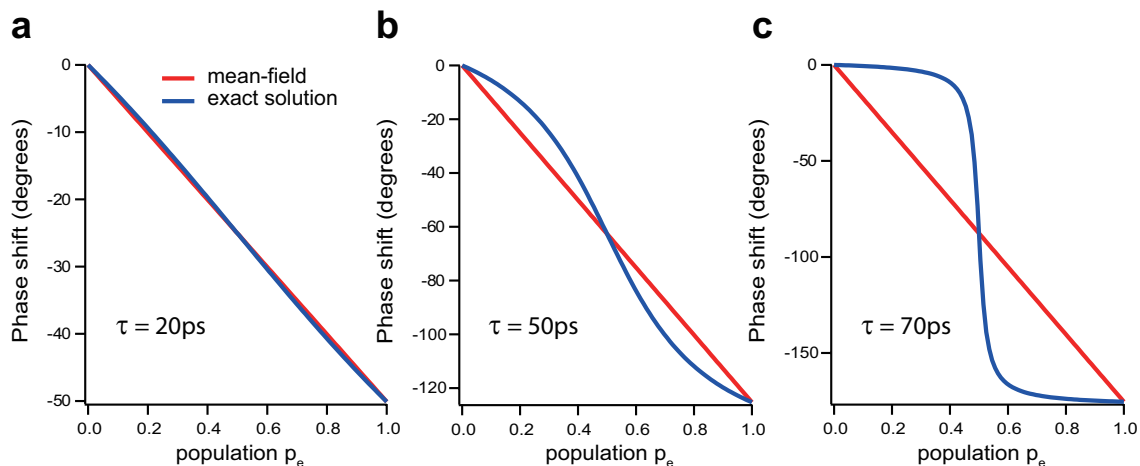 a
Phase shift (degrees)
0
-10
-20
-30
-40
-50
mean-field
exact solution
τ = 20ps
0.0 0.2 0.4 0.6 0.8 1.0
population pₑ
b
Phase shift (degrees)
0
-20
-40
-60
-80
-100
-120
τ = 50ps
0.0 0.2 0.4 0.6 0.8 1.0
population pₑ
c
Phase shift (degrees)
0
-50
-100
-150
τ = 70ps
0.0 0.2 0.4 0.6 0.8 1.0
population pₑ